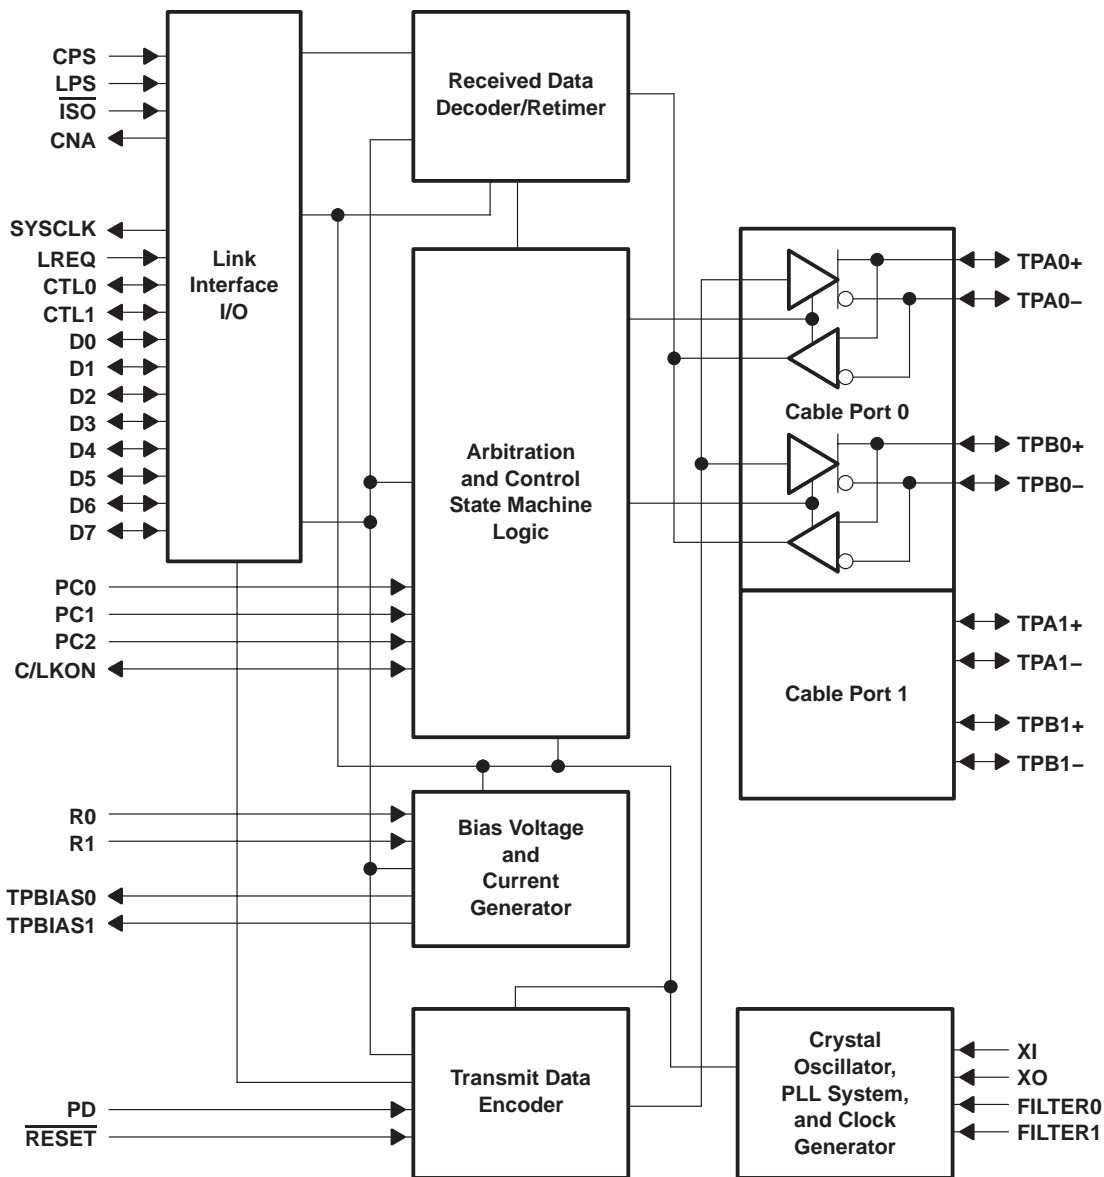 CPS
LPS
ISO
CNA
SYSCLK
LREQ
CTL0
CTL1
D0
D1
D2
D3
D4
D5
D6
D7
PC0
PC1
PC2
C/LKON
R0
R1
TPBIAS0
TPBIAS1
PD
RESET
Link
Interface
I/O
Received Data
Decoder/Retimer
Arbitration
and Control
State Machine
Logic
Bias Voltage
and
Current
Generator
Transmit Data
Encoder
Cable Port 0
Cable Port 1
Crystal
Oscillator,
PLL System,
and Clock
Generator
TPA0+
TPA0−
TPB0+
TPB0−
TPA1+
TPA1−
TPB1+
TPB1−
XI
XO
FILTER0
FILTER1